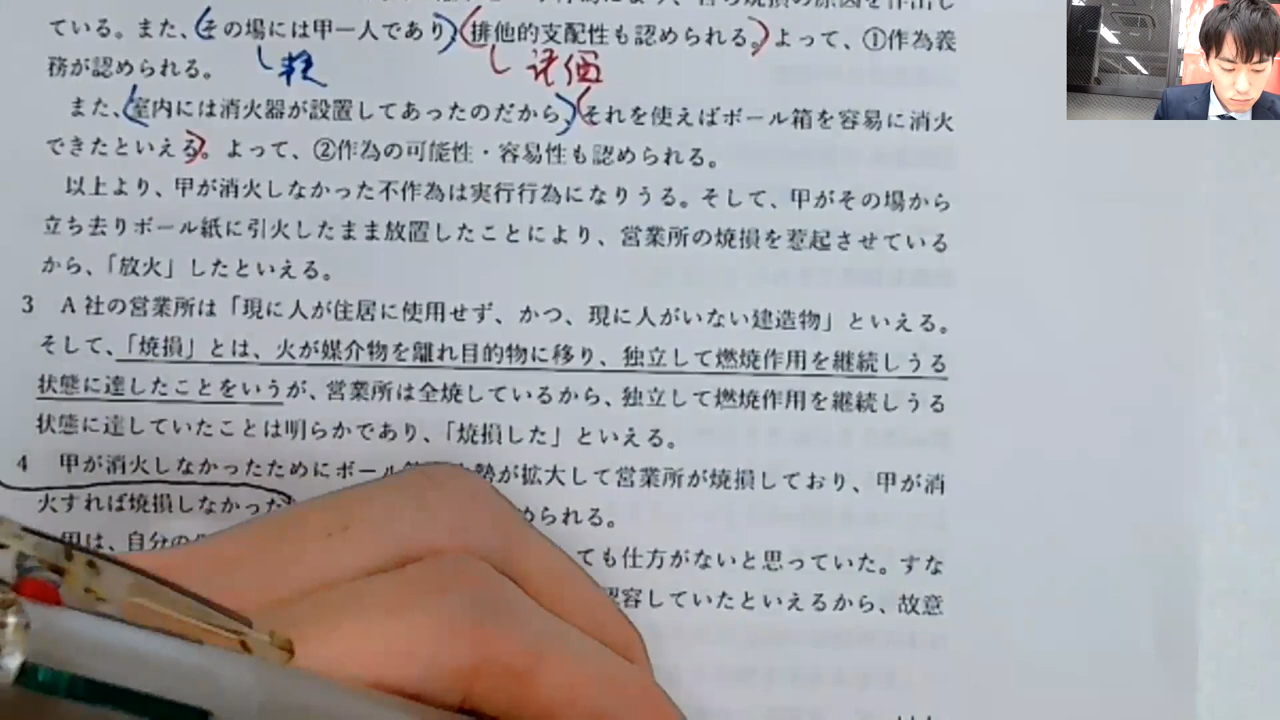 ている。また、その場には甲一人であり、排他的支配性も認められる。よって、①作為義
務が認められる。
評価
また、室内には消火器が設置してあったのだから、それを使えばボール箱を容易に消火
できたといえる。よって、②作為の可能性・容易性も認められる。
以上より、甲が消火しなかった不作為は実行行為になりうる。そして、甲がその場から
立ち去りボール紙に引火したまま放置したことにより、営業所の焼損を惹起させている
から、「放火」したといえる。
3 A社の営業所は「現に人が住居に使用せず、かつ、現に人がいない建造物」といえる。
そして、「焼損」とは、火が媒介物を離れ目的物に移り、独立して燃焼作用を継続しうる
状態に達したことをいうが、営業所は全焼しているから、独立して燃焼作用を継続しうる
状態に達していたことは明らかであり、「焼損した」といえる。
4 甲が消火しなかったためにボール 勢が拡大して営業所が焼損しており、甲が消
火すれば焼損しなかった められる。
甲は、自分の ても仕方がないと思っていた。すな
容していたといえるから、故意